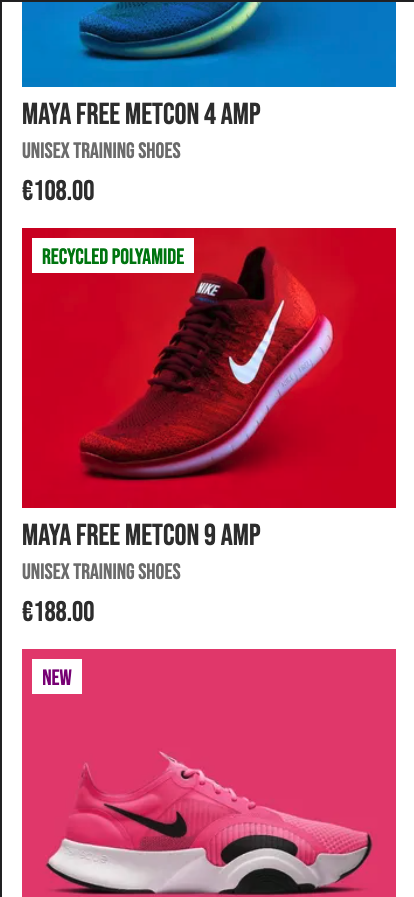 MAYA FREE METCON 4 AMP
UNISEX TRAINING SHOES
€108.00
RECYCLED POLYAMIDE
NIKE
MAYA FREE METCON 9 AMP
UNISEX TRAINING SHOES
€188.00
NEW